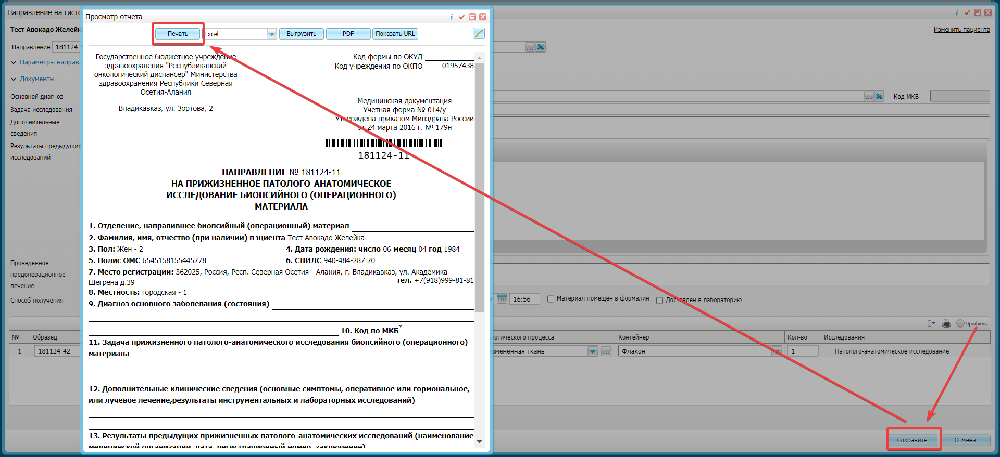 Направление на гисто
Тест Авокадо Желейка
Изменить пациента
Направление 181124-1
Параметры направл
Документы
Основной диагноз
Код МКБ
Задача исследования
Дополнительные
сведения
Результаты предыдущих
исследований
Проведенное
предоперационное
лечение
Способ получения
16:56 Материал помещен в формалин Доставлен в лабораторию
Профиль
№ Образец
логического процесса Контейнер Кол-во Исследования
1 181124-42
змененная ткань Флакон 1 Патолого-анатомическое исследование
Сохранить Отмена
Просмотр отчета
Печать Excel Выгрузить PDF Показать URL
Государственное бюджетное учреждение
здравоохранения "Республиканский
онкологический диспансер" Министерства
здравоохранения Республики Северная
Осетия-Алания
Владикавказ, ул. Зортова, 2
Код формы по ОКУД
Код учреждения по ОКПО 01957438
Медицинская документация
Учетная форма № 014/у
Утверждена приказом Минздрава России
от 24 марта 2016 г. № 179н
181124-11
НАПРАВЛЕНИЕ № 181124-11
НА ПРИЖИЗНЕННОЕ ПАТОЛОГО-АНАТОМИЧЕСКОЕ
ИССЛЕДОВАНИЕ БИОПСИЙНОГО (ОПЕРАЦИОННОГО)
МАТЕРИАЛА
1. Отделение, направившее биопсийный (операционный) материал
2. Фамилия, имя, отчество (при наличии) пациента Тест Авокадо Желейка
3. Пол: Жен - 2 4. Дата рождения: число 06 месяц 04 год 1984
5. Полис ОМС 6545158155445278 6. СНИЛС 940-484-287 20
7. Место регистрации: 362025, Россия, Респ. Северная Осетия - Алания, г. Владикавказ, ул. Академика
Шегрена д.39 тел. +7(918)999-81-81
8. Местность: городская - 1
9. Диагноз основного заболевания (состояния)
10. Код по МКБ*
11. Задача прижизненного патолого-анатомического исследования биопсийного (операционного)
материала
12. Дополнительные клинические сведения (основные симптомы, оперативное или гормональное,
или лучевое лечение,результаты инструментальных и лабораторных исследований)
13. Результаты предыдущих прижизненных патолого-анатомических исследований (наименование
медицинской организации, дата, регистрационный номер, заключение)